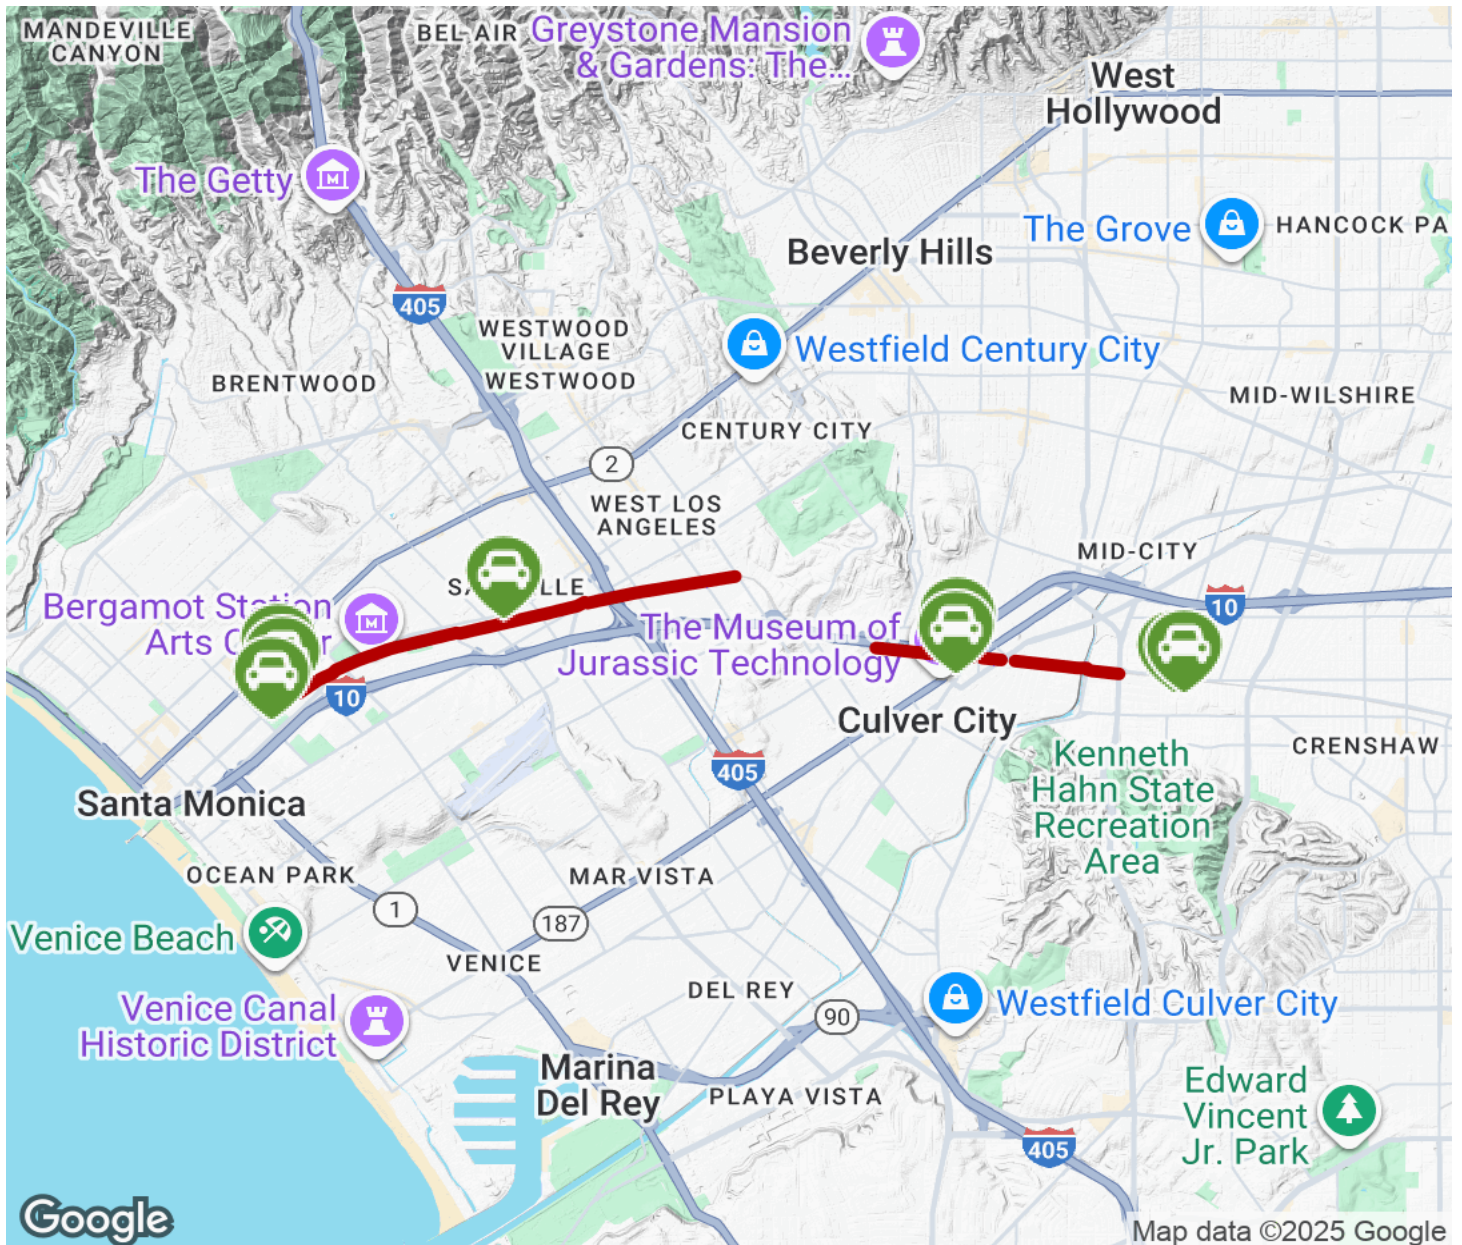 MANDEVILLE
CANYON
BEL AIR
Greystone Mansion
& Gardens: The...
West
Hollywood
The Getty
The Grove
HANCOCK PA
Beverly Hills
405
WESTWOOD
VILLAGE
WESTWOOD
Westfield Century City
BRENTWOOD
MID-WILSHIRE
CENTURY CITY
2
WEST LOS
ANGELES
MID-CITY
10
Bergamot Station
Arts
The Museum of
Jurassic Technology
10
Culver City
CRENSHAW
Kenneth
Hahn State
Recreation
Area
405
Santa Monica
OCEAN PARK
MAR VISTA
1
187
Venice Beach
VENICE
DEL REY
Westfield Culver City
90
Venice Canal
Historic District
Marina
Del Rey
PLAYA VISTA
Edward
Vincent
Jr. Park
405
Google
Map data ©2025 Google